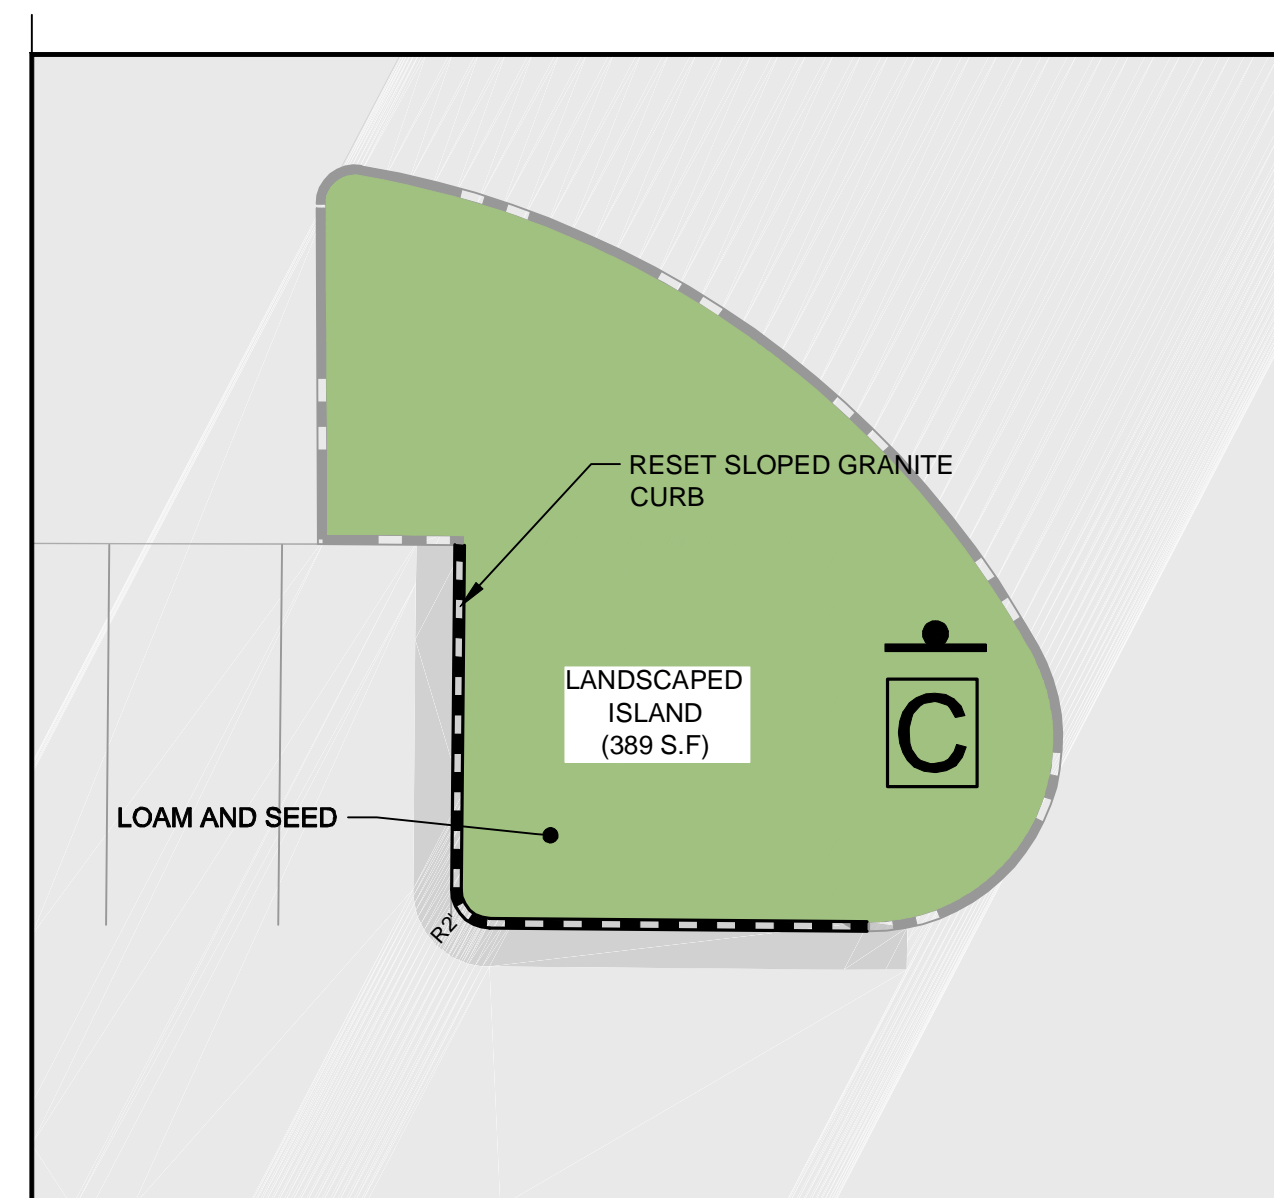 RESET SLOPED GRANITE
CURB
LANDSCAPED
ISLAND
(389 S.F)
C
LOAM AND SEED
R2'